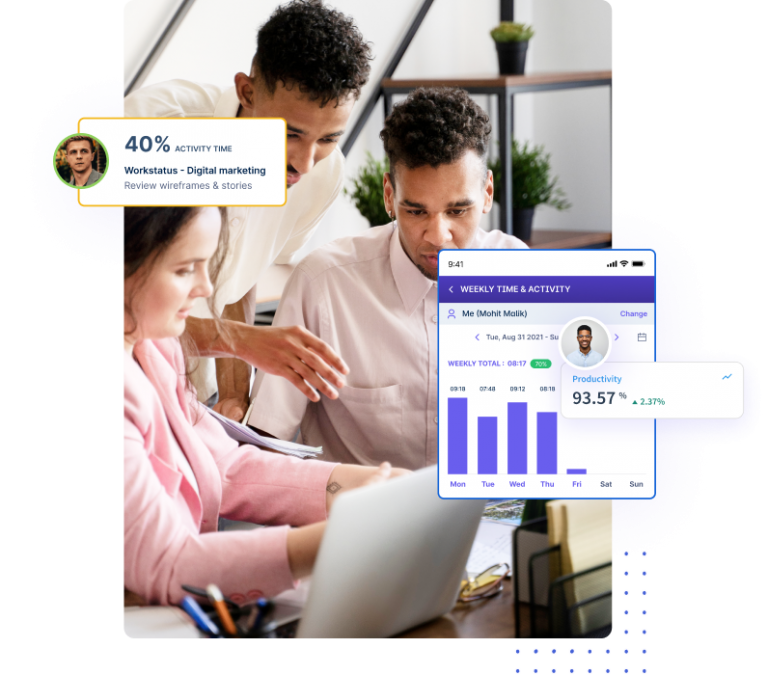 40% ACTIVITY TIME
Workstatus - Digital marketing
Review wireframes & stories
9:41
WEEKLY TIME & ACTIVITY
Me (Mohit Malik)
Change
Tue, Aug 31 2021 - Su
WEEKLY TOTAL : 08:17 70%
Productivity
93.57 % 2.37%
09:18 07:48 09:12 08:18
Mon Tue Wed Thu Fri Sat Sun